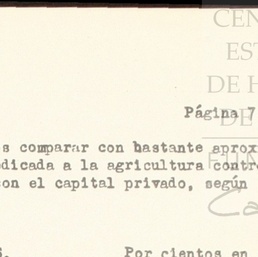 CEN
ES
DE H
Página 7
DE
s comparar con bastante aprox
dicada a la agricultura contr
on el capital privado, según
Por cientos en